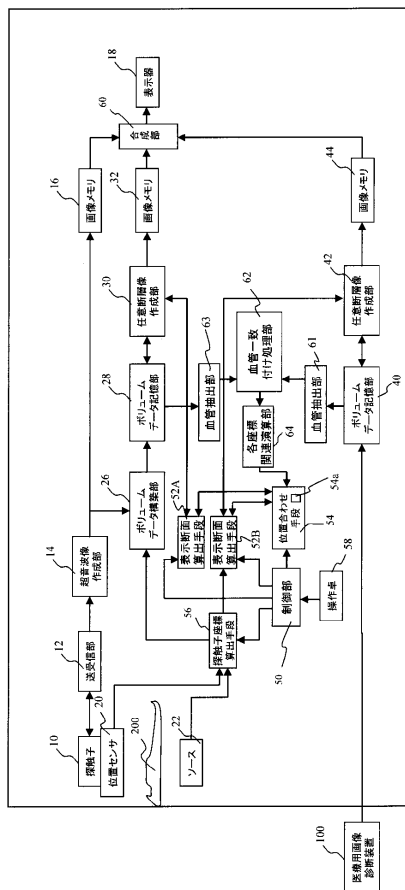 10
探触子
20
位置センサ
200
12
送受信部
14
超音波像作成部
16
画像メモリ
60
合成部
18
表示器
26
ボリューム
データ構築部
28
ボリューム
データ記憶部
30
任意断層像
作成部
32
画像メモリ
63
血管抽出部
22
ソース
56
探触子座標
算出手段
52A
表示断面
算出手段
52B
表示断面
算出手段
62
血管一致
付け処理部
64
各座標
関連演算部
61
血管抽出部
54
位置合わせ
手段
54a
50
制御部
58
操作卓
40
ボリューム
データ記憶部
42
任意断層像
作成部
44
画像メモリ
100
医療用画像
診断装置